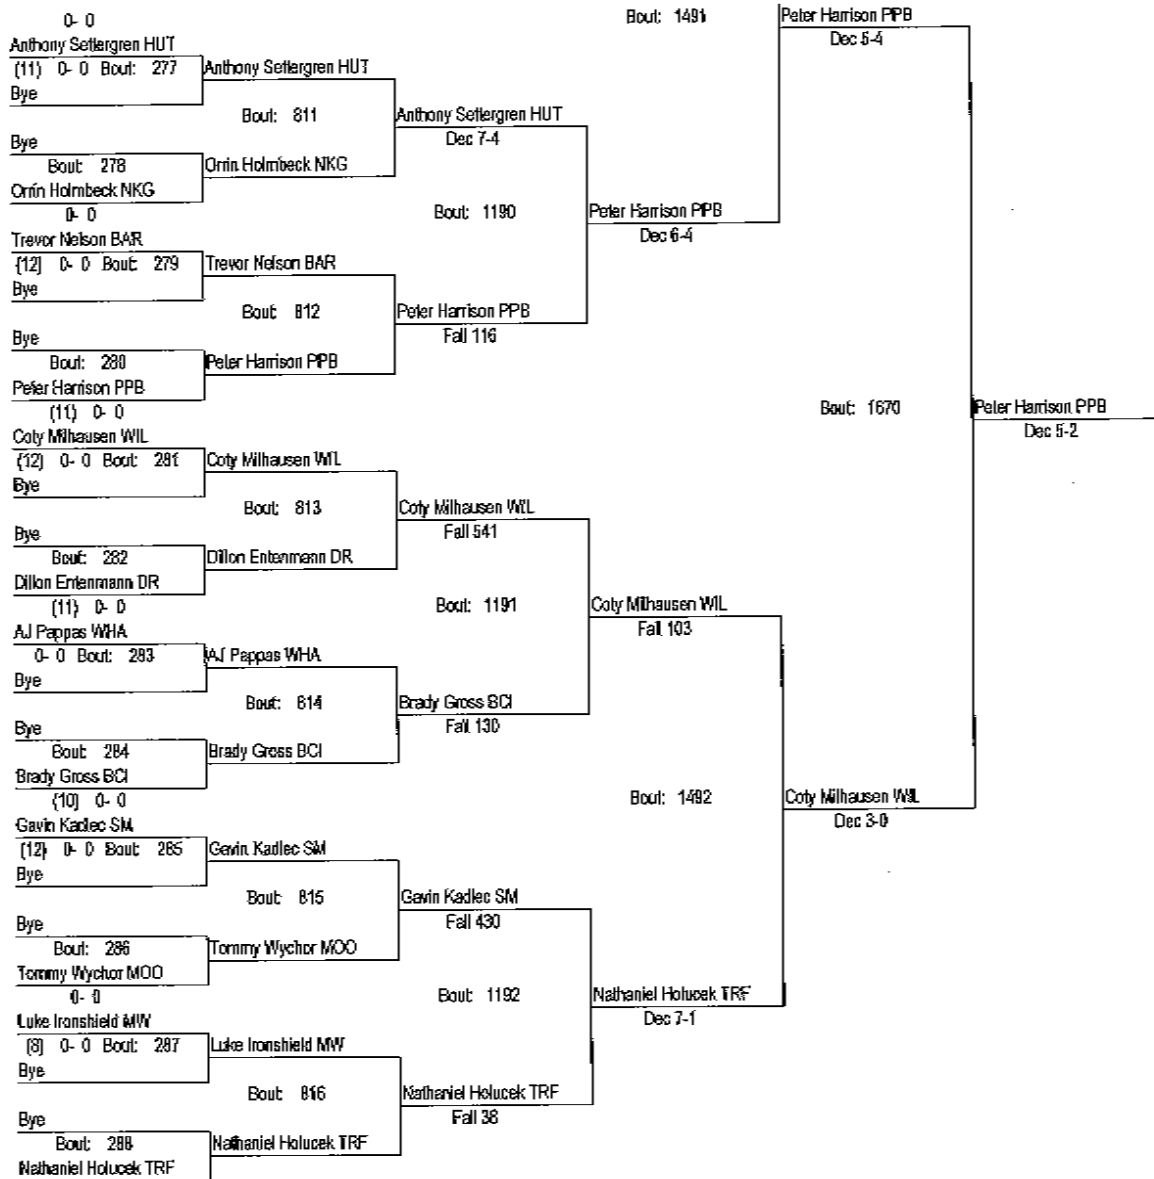 0- 0
Bout: 1491
Peter Harrison PPB
Dec 5-4
Anthony Settergren HUT
(11) 0- 0 Bout: 277
Bye
Anthony Settergren HUT
Bout: 811
Anthony Settergren HUT
Dec 7-4
Bye
Bout: 278
Orrin Holmbeck NKG
0- 0
Orrin Holmbeck NKG
Bout: 1190
Peter Harrison PPB
Dec 6-4
Trevor Nelson BAR
(12) 0- 0 Bout: 279
Bye
Trevor Nelson BAR
Bout: 812
Peter Harrison PPB
Fall 116
Bye
Bout: 280
Peter Harrison PPB
(11) 0- 0
Peter Harrison PPB
Bout: 1670
Peter Harrison PPB
Dec 5-2
Coty Milhausen WIL
(12) 0- 0 Bout: 281
Bye
Coty Milhausen WIL
Bout: 813
Coty Milhausen WIL
Fall 541
Bye
Bout: 282
Dillon Entenmann DR
(11) 0- 0
Dillon Entenmann DR
Bout: 1191
Coty Milhausen WIL
Fall 103
AJ Pappas WHA
0- 0 Bout: 283
Bye
AJ Pappas WHA
Bout: 814
Brady Gross BCI
Fall 130
Bye
Bout: 284
Brady Gross BCI
(10) 0- 0
Brady Gross BCI
Bout: 1492
Coty Milhausen WIL
Dec 3-0
Gavin Kadlec SM
(12) 0- 0 Bout: 285
Bye
Gavin Kadlec SM
Bout: 815
Gavin Kadlec SM
Fall 430
Bye
Bout: 286
Tommy Wychor MOO
0- 0
Tommy Wychor MOO
Bout: 1192
Nathaniel Holucek TRF
Dec 7-1
Luke Ironshield MW
(8) 0- 0 Bout: 287
Bye
Luke Ironshield MW
Bout: 816
Nathaniel Holucek TRF
Fall 38
Bye
Bout: 288
Nathaniel Holucek TRF
Nathaniel Holucek TRF